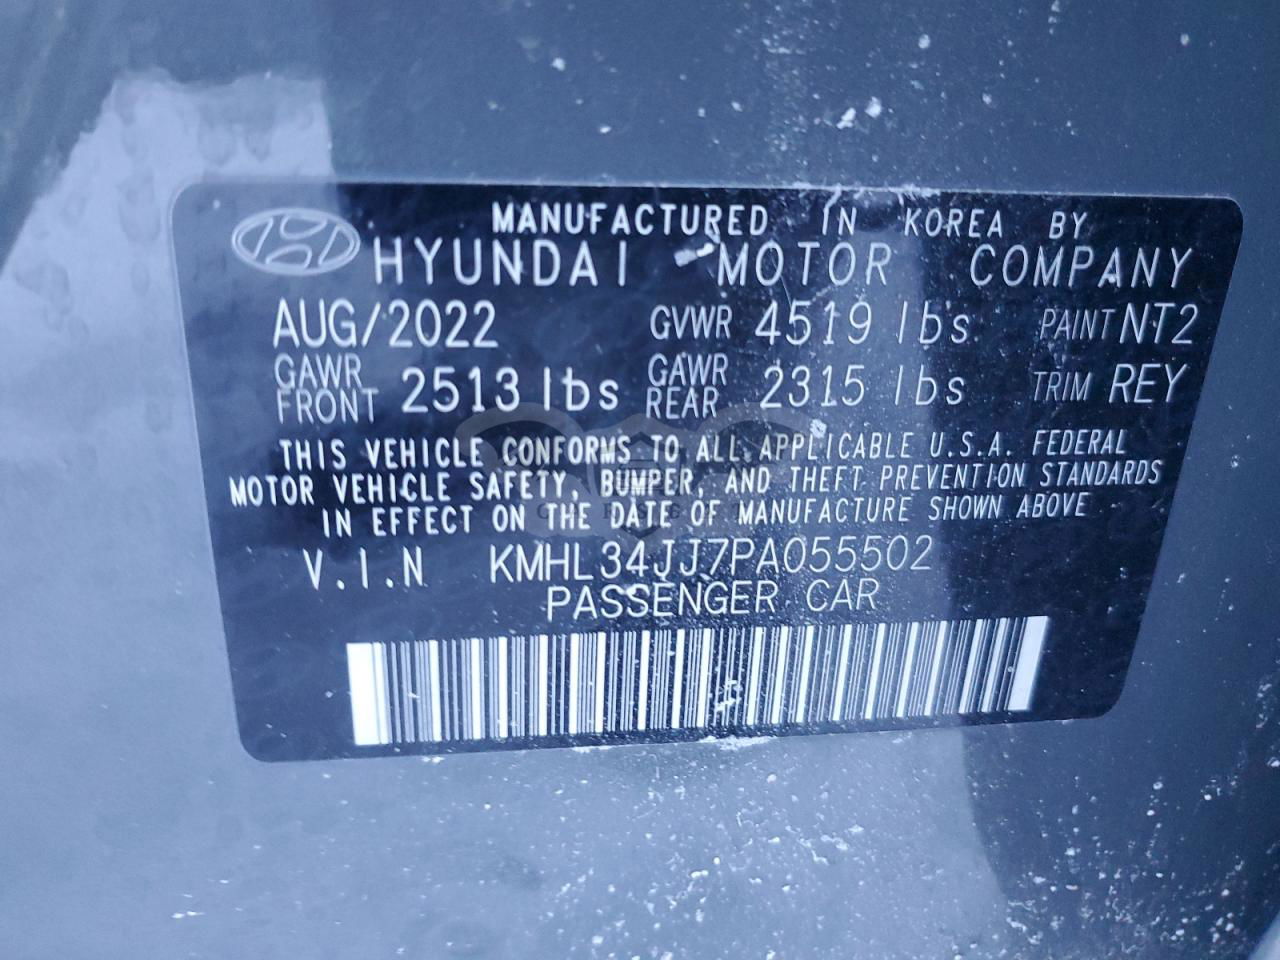 MANUFACTURED IN KOREA BY
HYUNDAI MOTOR COMPANY
AUG/2022 GVWR 4519 lbs PAINT NT2
GAWR FRONT 2513 lbs GAWR REAR 2315 lbs TRIM REY
THIS VEHICLE CONFORMS TO ALL APPLICABLE U.S.A. FEDERAL
MOTOR VEHICLE SAFETY, BUMPER, AND THEFT PREVENTION STANDARDS
IN EFFECT ON THE DATE OF MANUFACTURE SHOWN ABOVE
V.I.N KMHL34JJ7PA055502
PASSENGER CAR